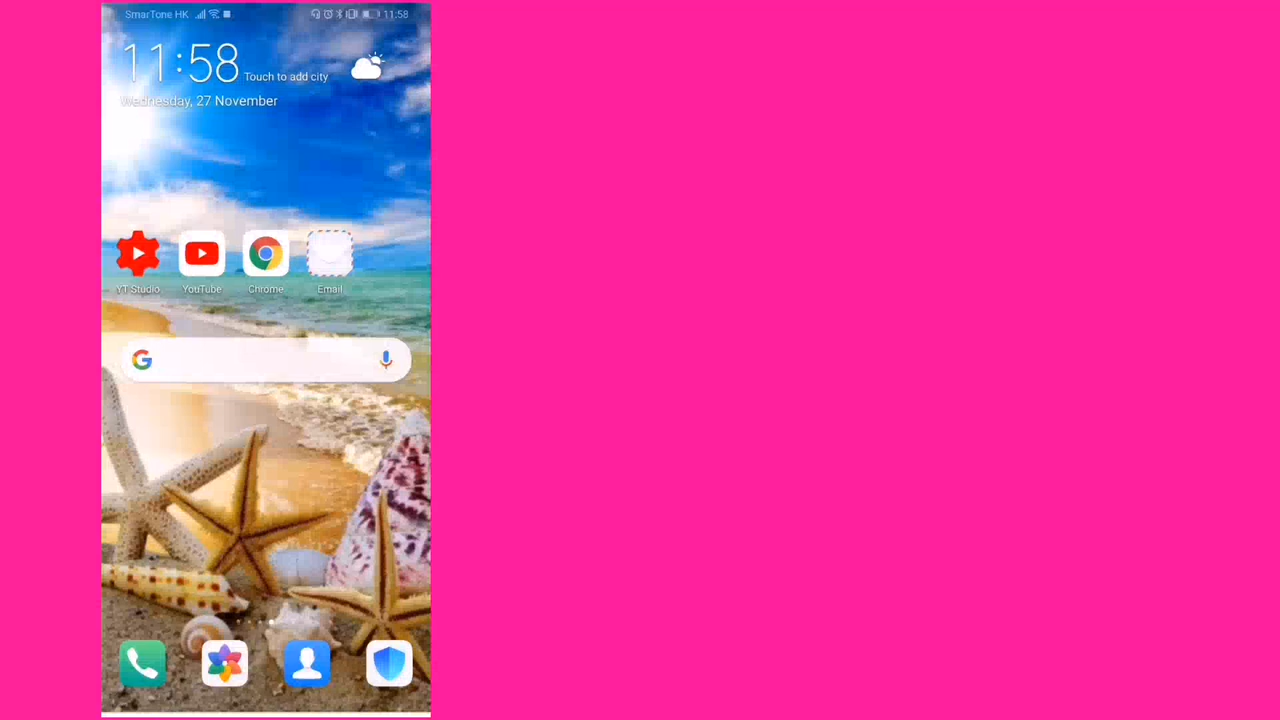 SmarTone HK 11:58
11:58 Touch to add city
Wednesday, 27 November
YT Studio YouTube Chrome Email